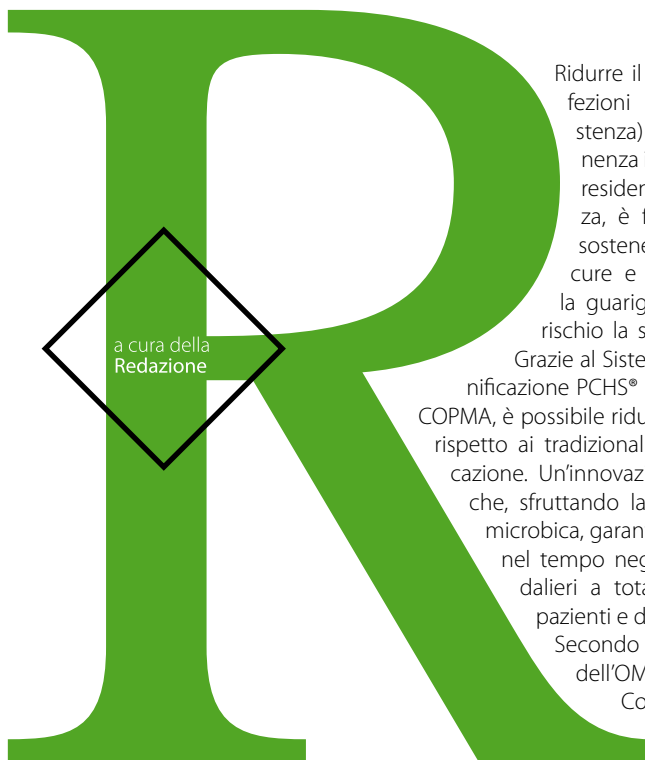 R
a cura della
Redazione
Ridurre il
fezioni
stenza)
nenza
residen
za, è
sostene
cure e
la guarig
rischio la
Grazie al Siste
nificazione PCHS®
COPMA, è possibile ridu
rispetto ai tradizional
cazione. Un’innovaz
che, sfruttando la
microbica, garan
nel tempo neg
dalieri a tota
pazienti e d
Secondo
dell’OM
Co